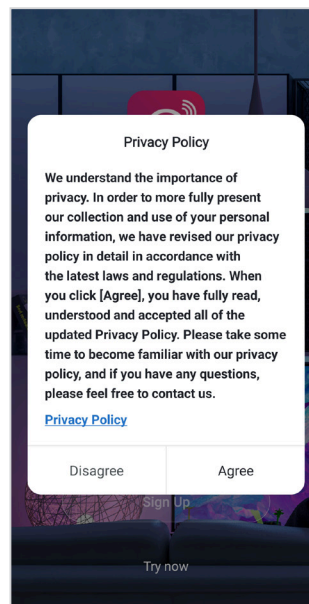 Privacy Policy
We understand the importance of
privacy. In order to more fully present
our collection and use of your personal
information, we have revised our privacy
policy in detail in accordance with
the latest laws and regulations. When
you click [Agree], you have fully read,
understood and accepted all of the
updated Privacy Policy. Please take some
time to become familiar with our privacy
policy, and if you have any questions,
please feel free to contact us.
Privacy Policy
Disagree
Agree
Sign Up
Try now